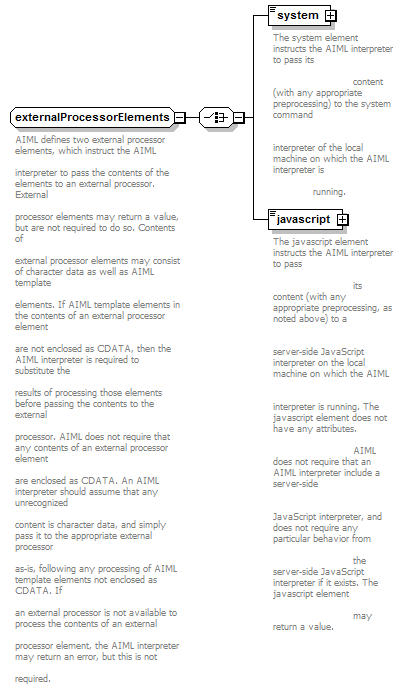 externalProcessorElements
AIML defines two external processor
elements, which instruct the AIML
interpreter to pass the contents of the
elements to an external processor.
External
processor elements may return a value,
but are not required to do so. Contents
of
external processor elements may consist
of character data as well as AIML
template
elements. If AIML template elements in
the contents of an external processor
element
are not enclosed as CDATA, then the
AIML interpreter is required to
substitute the
results of processing those elements
before passing the contents to the
external
processor. AIML does not require that
any contents of an external processor
element
are enclosed as CDATA. An AIML
interpreter should assume that any
unrecognized
content is character data, and simply
pass it to the appropriate external
processor
as-is, following any processing of AIML
template elements not enclosed as
CDATA. If
an external processor is not available to
process the contents of an external
processor element, the AIML interpreter
may return an error, but this is not
required.
system
The system element
instructs the AIML interpreter
to pass its
content
(with any appropriate
preprocessing) to the system
command
interpreter of the local
machine on which the AIML
interpreter is
running.
javascript
The javascript element
instructs the AIML interpreter
to pass
its
content (with any
appropriate preprocessing, as
noted above) to a
server-side JavaScript
interpreter on the local
machine on which the AIML
interpreter is running. The
javascript element does not
have any attributes.
AIML
does not require that an
AIML interpreter include a
server-side
JavaScript interpreter, and
does not require any
particular behavior from
the
server-side JavaScript
interpreter if it exists. The
javascript element
may
return a value.